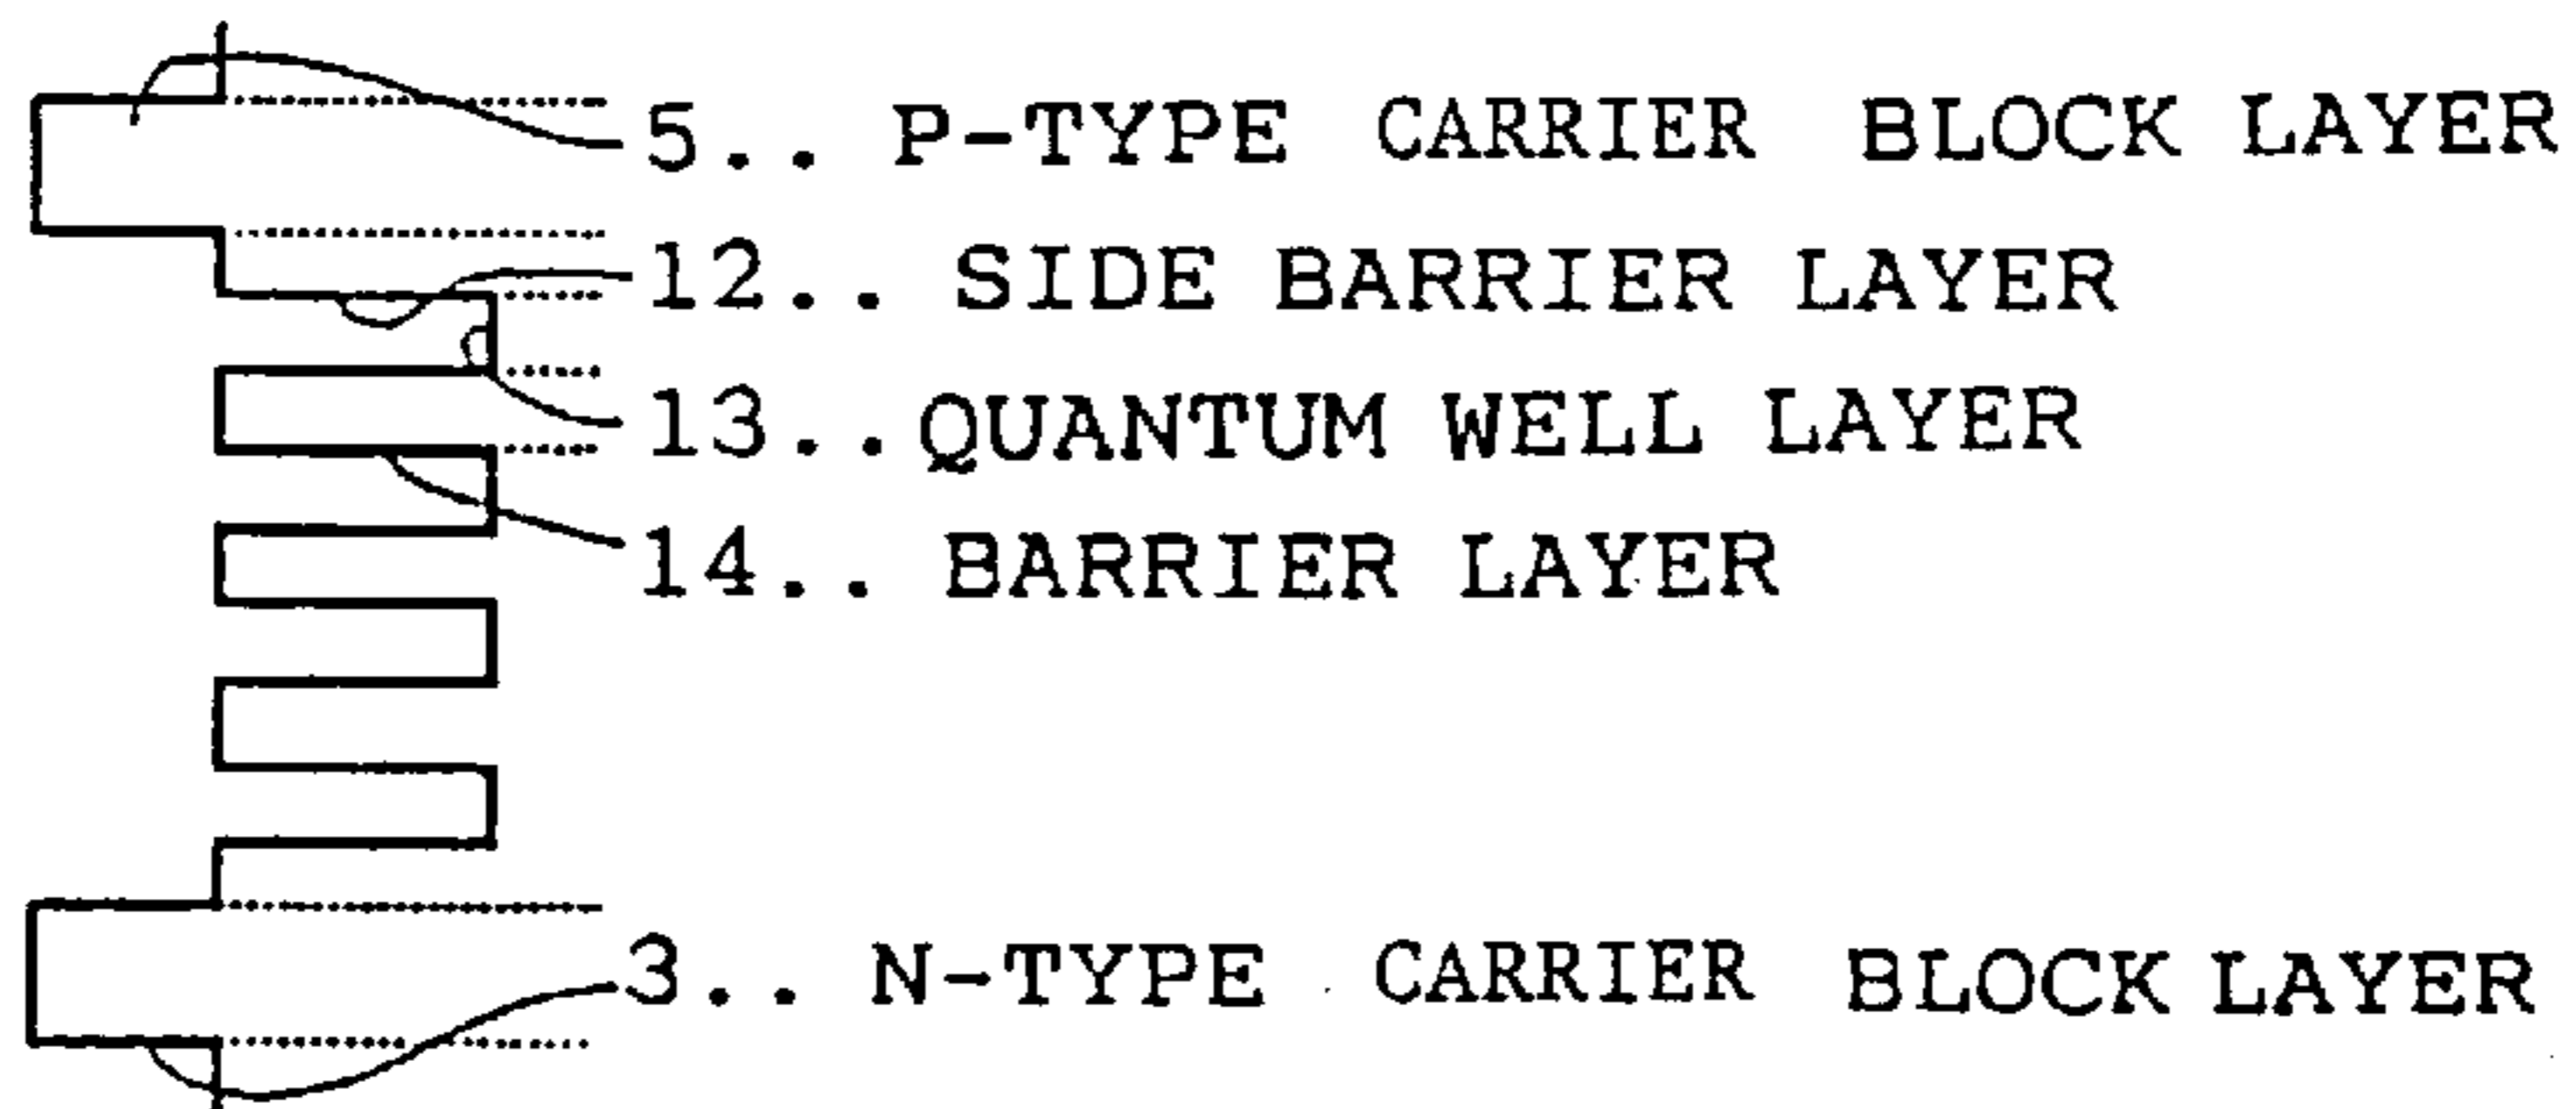 5.. P-TYPE CARRIER BLOCK LAYER
12.. SIDE BARRIER LAYER
13..QUANTUM WELL LAYER
14.. BARRIER LAYER
3.. N-TYPE CARRIER BLOCK LAYER